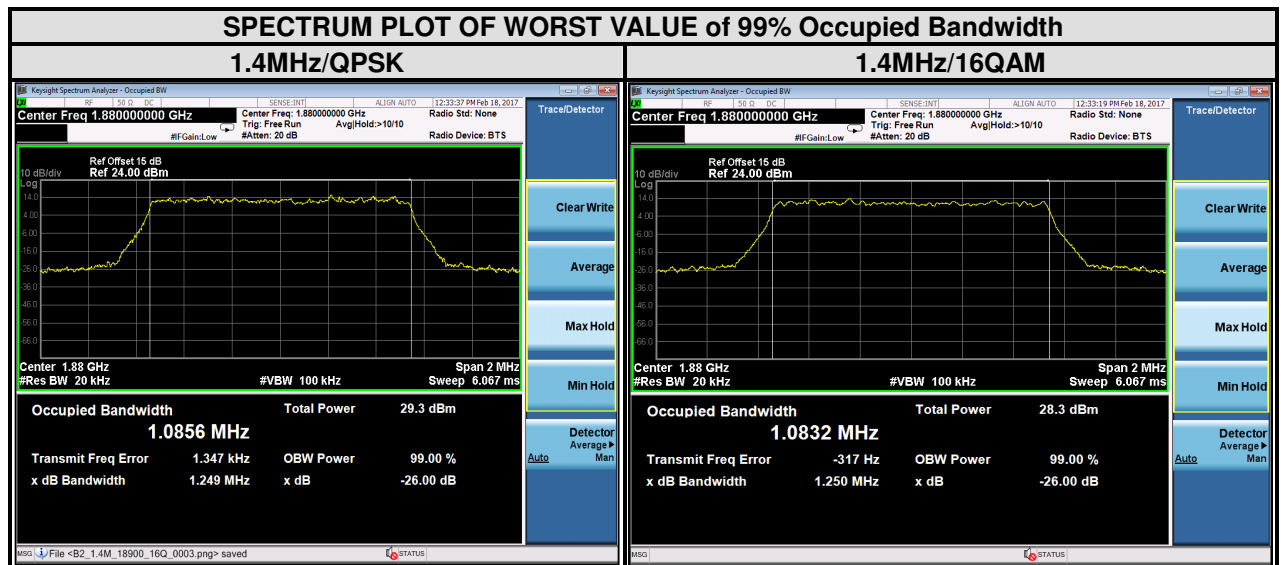 SPECTRUM PLOT OF WORST VALUE of 99% Occupied Bandwidth
1.4MHz/QPSK
1.4MHz/16QAM
Keysight Spectrum Analyzer - Occupied BW
LXI RF 50 Ω DC SENSE:INT ALIGN AUTO 12:33:37 PM Feb 18, 2017
Center Freq 1.880000000 GHz
Center Freq: 1.880000000 GHz Radio Std: None
Trig: Free Run Avg|Hold:>10/10
#IFGain:Low #Atten: 20 dB Radio Device: BTS
Ref Offset 15 dB
10 dB/div Ref 24.00 dBm
Log
14.0
4.00
-6.00
-16.0
-26.0
-36.0
-46.0
-56.0
-66.0
Center 1.88 GHz Span 2 MHz
#Res BW 20 kHz #VBW 100 kHz Sweep 6.067 ms
Occupied Bandwidth Total Power 29.3 dBm
1.0856 MHz
Transmit Freq Error 1.347 kHz OBW Power 99.00 %
x dB Bandwidth 1.249 MHz x dB -26.00 dB
MSG File <B2_1.4M_18900_16Q_0003.png> saved STATUS
Trace/Detector
Clear Write
Average
Max Hold
Min Hold
Detector
Average
Auto Man
Keysight Spectrum Analyzer - Occupied BW
LXI RF 50 Ω DC SENSE:INT ALIGN AUTO 12:33:19 PM Feb 18, 2017
Center Freq 1.880000000 GHz
Center Freq: 1.880000000 GHz Radio Std: None
Trig: Free Run Avg|Hold:>10/10
#IFGain:Low #Atten: 20 dB Radio Device: BTS
Ref Offset 15 dB
10 dB/div Ref 24.00 dBm
Log
14.0
4.00
-6.00
-16.0
-26.0
-36.0
-46.0
-56.0
-66.0
Center 1.88 GHz Span 2 MHz
#Res BW 20 kHz #VBW 100 kHz Sweep 6.067 ms
Occupied Bandwidth Total Power 28.3 dBm
1.0832 MHz
Transmit Freq Error -317 Hz OBW Power 99.00 %
x dB Bandwidth 1.250 MHz x dB -26.00 dB
MSG STATUS
Trace/Detector
Clear Write
Average
Max Hold
Min Hold
Detector
Average
Auto Man